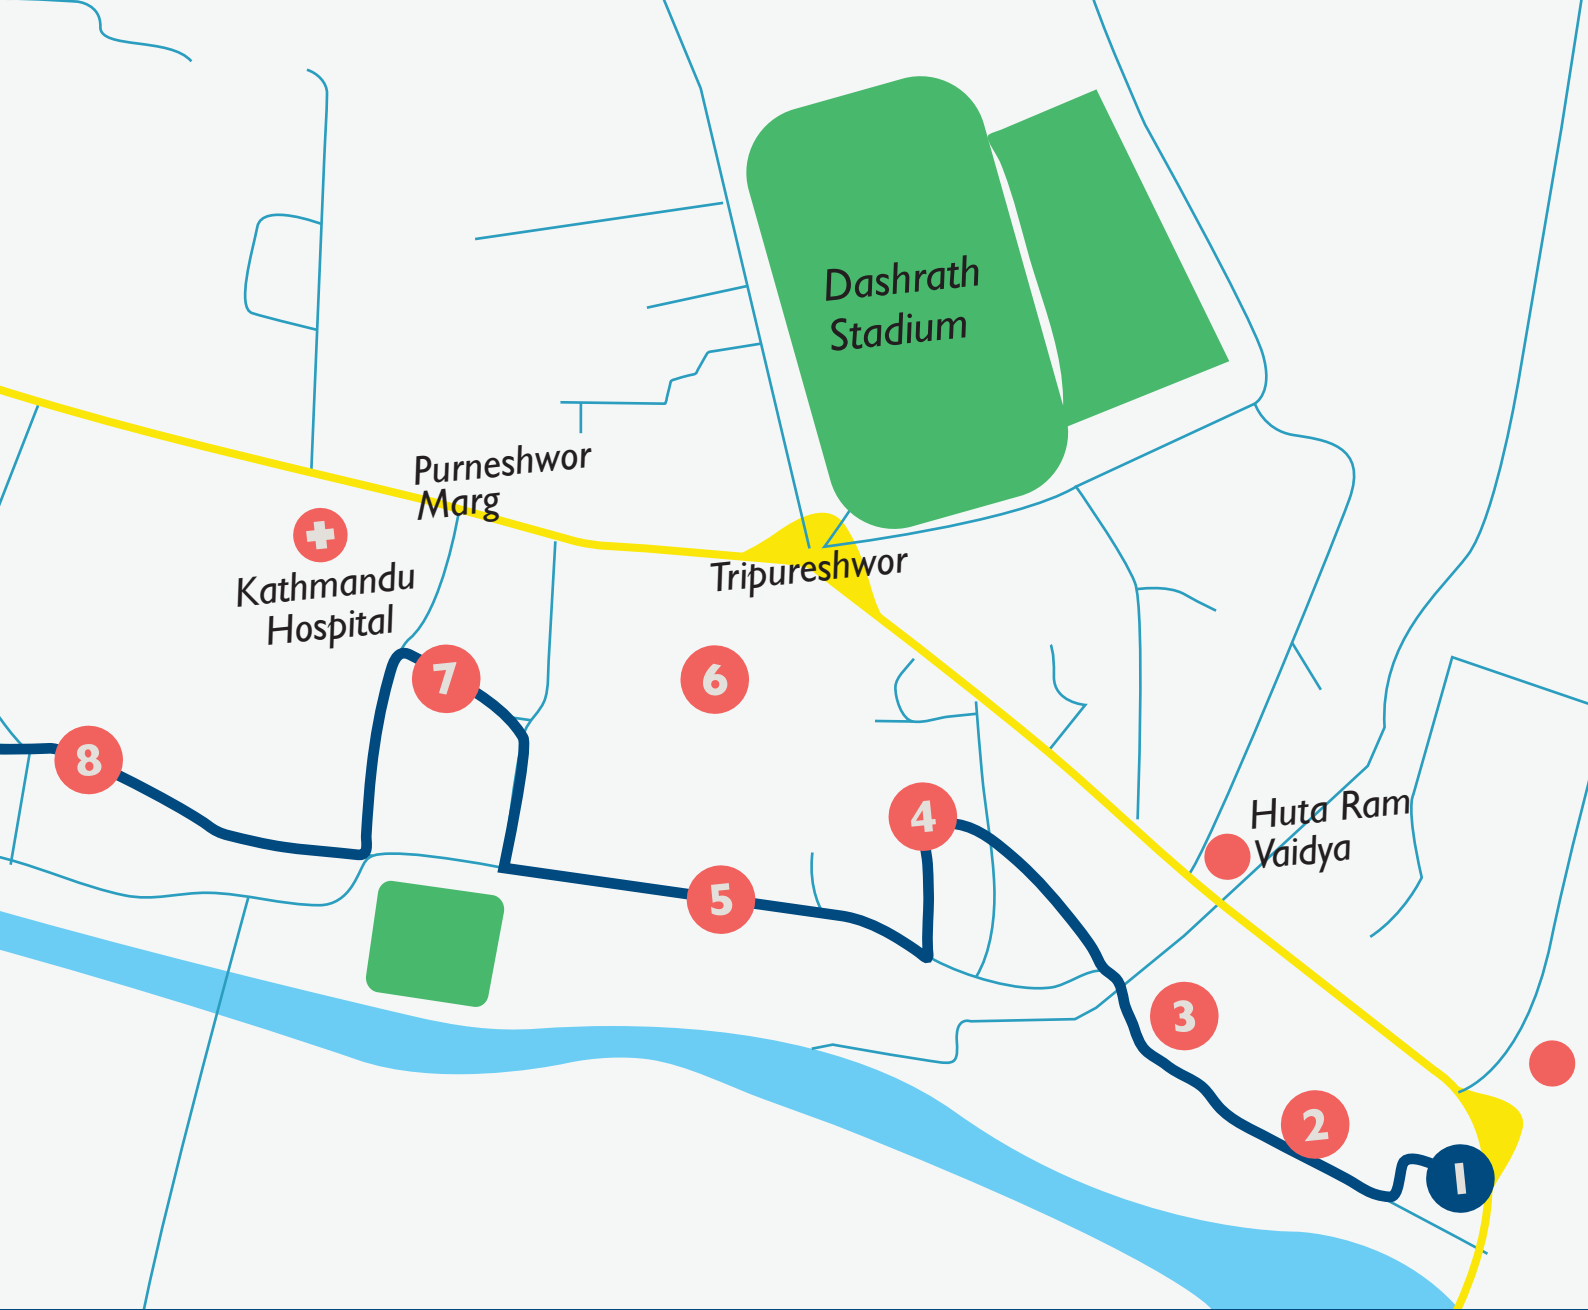 Dashrath
Stadium
Purneshwor
Marg
Tripureshwor
Kathmandu
Hospital
7
6
8
4
Huta Ram
Vaidya
5
3
2
1